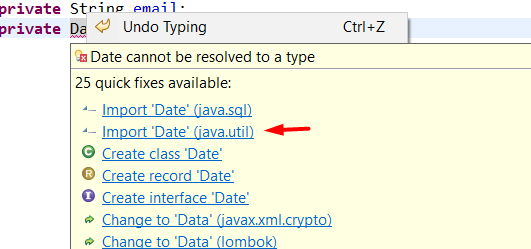 private String email;
private Da
Undo Typing Ctrl+Z
Date cannot be resolved to a type
25 quick fixes available:
Import 'Date' (java.sql)
Import 'Date' (java.util)
C Create class 'Date'
R Create record 'Date'
I Create interface 'Date'
Change to 'Data' (javax.xml.crypto)
Change to 'Data' (lombok)